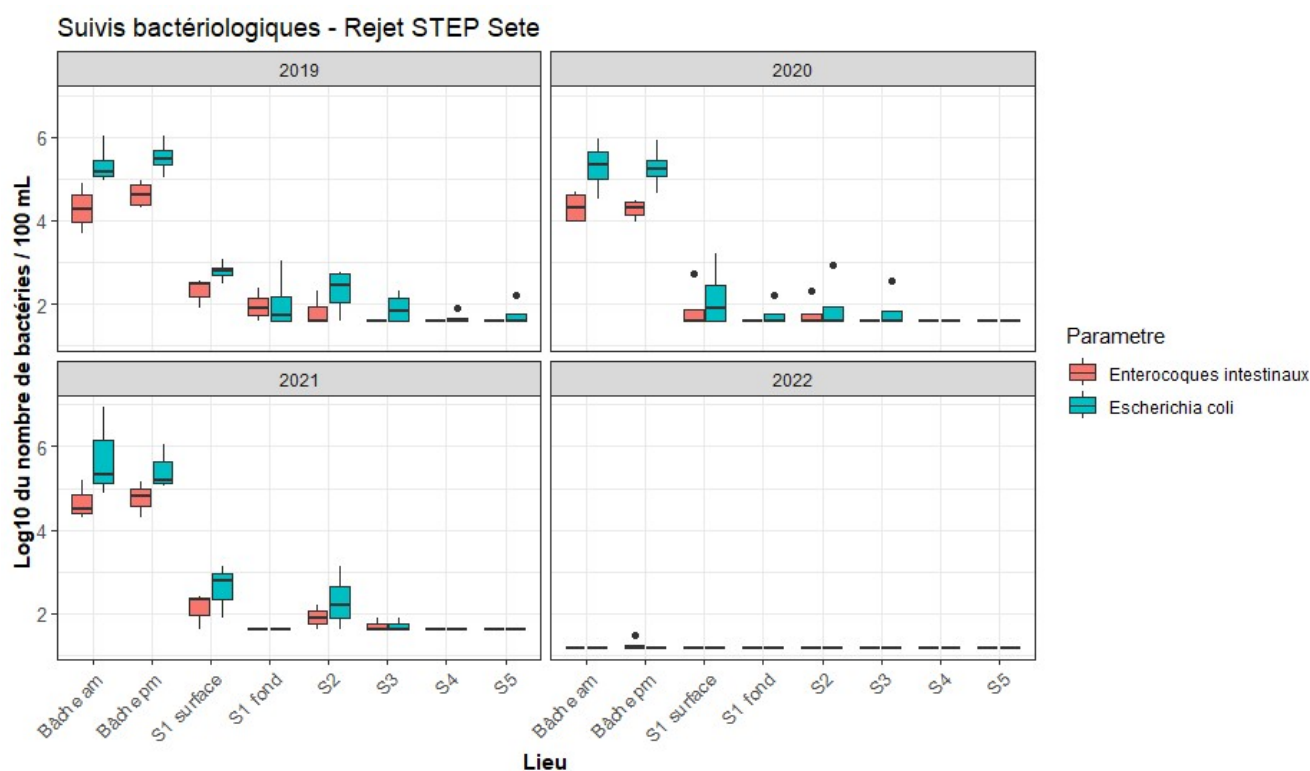 Suivis bactériologiques - Rejet STEP Sete
2019
2020
6
4
2
2021
2022
6
4
2
Log10 du nombre de bactéries / 100 mL
Bâche am
Bâche pm
S1 surface
S1 fond
S2
S3
S4
S5
Bâche am
Bâche pm
S1 surface
S1 fond
S2
S3
S4
S5
Lieu
Parametre
Enterocoques intestinaux
Escherichia coli